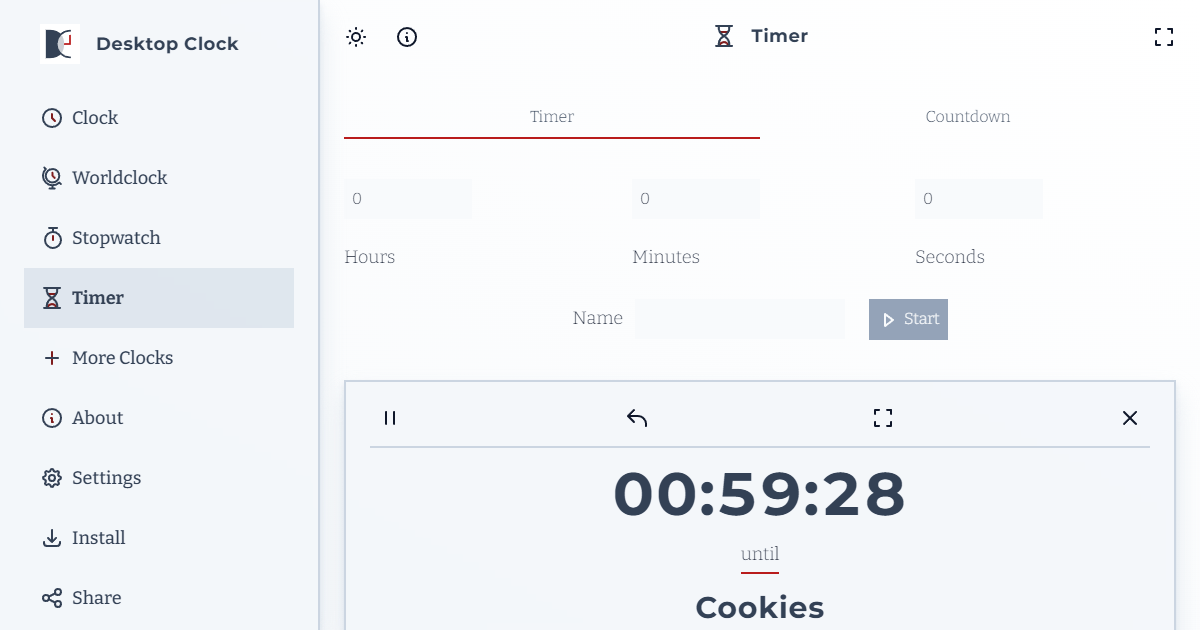 Desktop Clock
Clock
Worldclock
Stopwatch
Timer
More Clocks
About
Settings
Install
Share
Timer
Timer Countdown
0 0 0
Hours Minutes Seconds
Name Start
00:59:28
until
Cookies